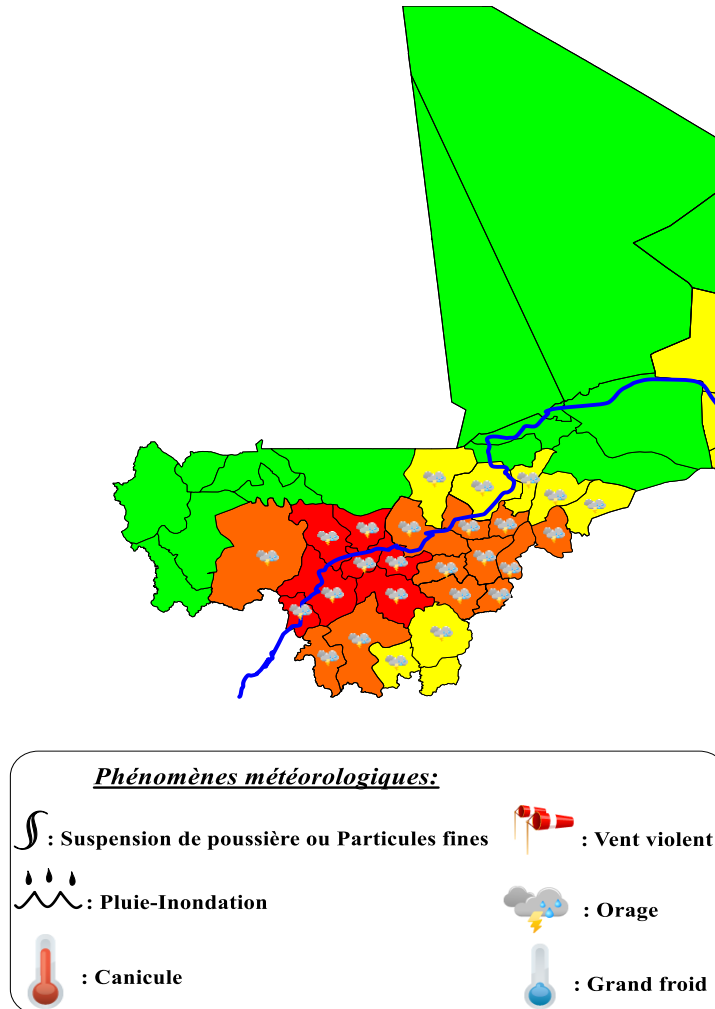 Phénomènes météorologiques:
: Suspension de poussière ou Particules fines
: Vent violent
: Pluie-Inondation
: Orage
: Canicule
: Grand froid